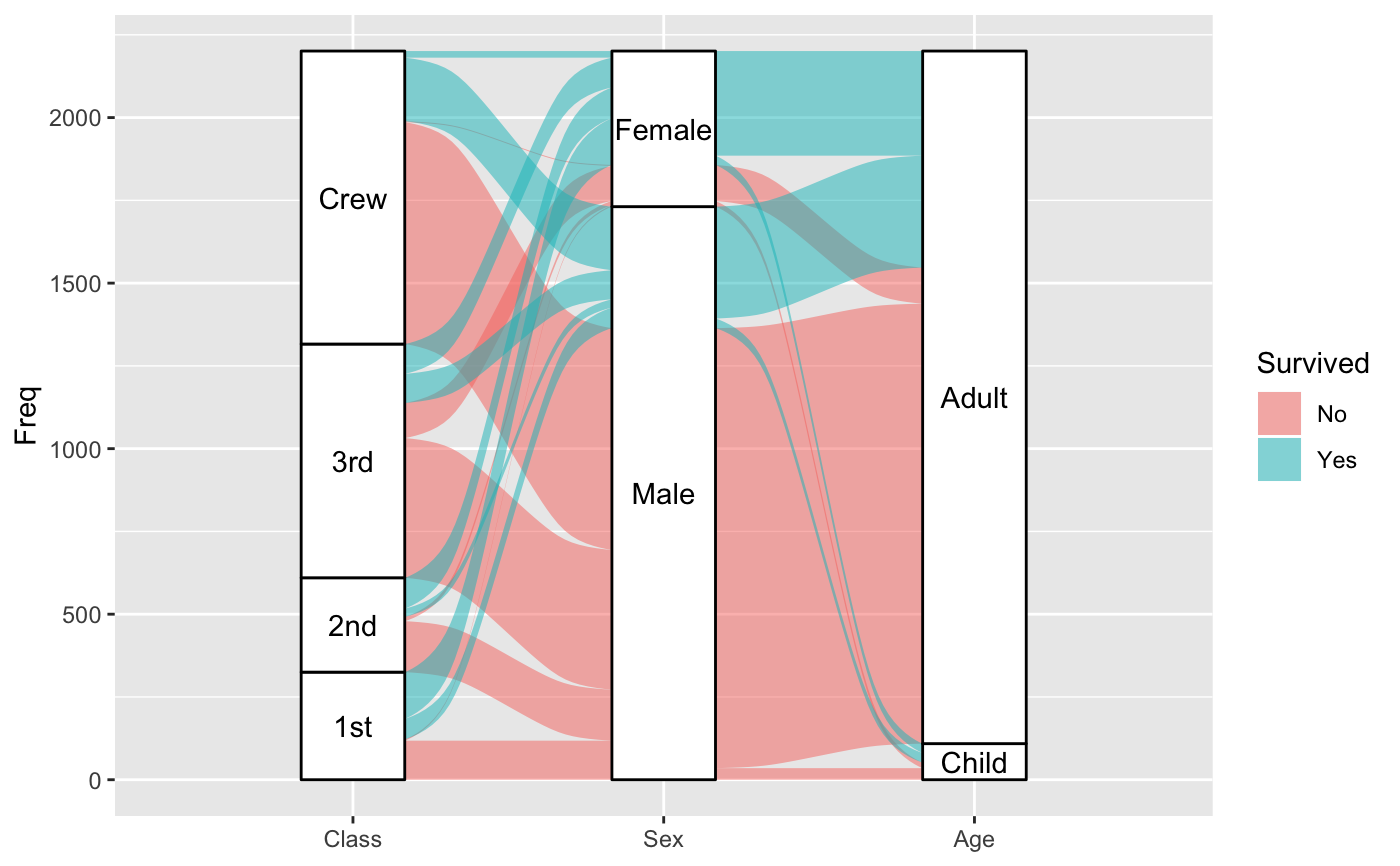 2000
1500
1000
500
0
Freq
Crew
3rd
2nd
1st
Female
Male
Adult
Child
Class
Sex
Age
Survived
No
Yes